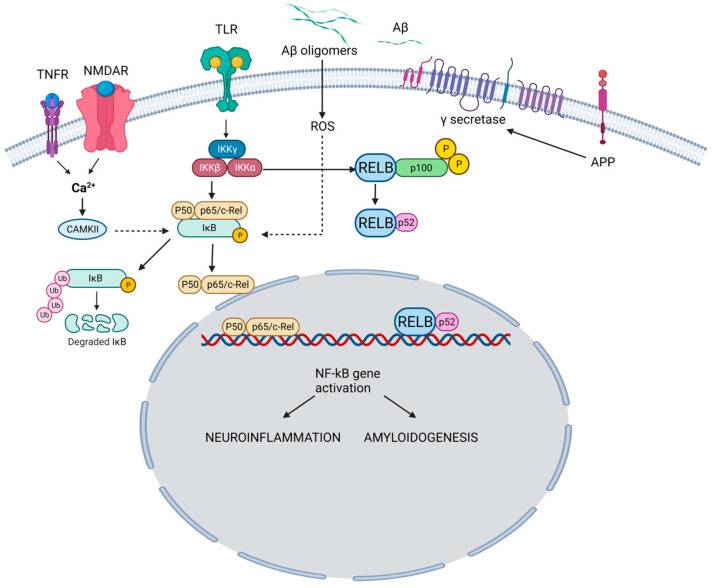 TLR
Aβ
Aβ oligomers
TNFR
NMDAR
γ secretase
ROS
APP
IKKγ
IKKβ
IKKα
P
P
RELB
p100
Ca²⁺
CAMKII
P50
p65/c-Rel
IκB
P
RELB
p52
Ub
Ub
Ub
Ub
IκB
P
P50
p65/c-Rel
Degraded IκB
P50
p65/c-Rel
RELB
p52
NF-kB gene
activation
NEUROINFLAMMATION
AMYLOIDOGENESIS